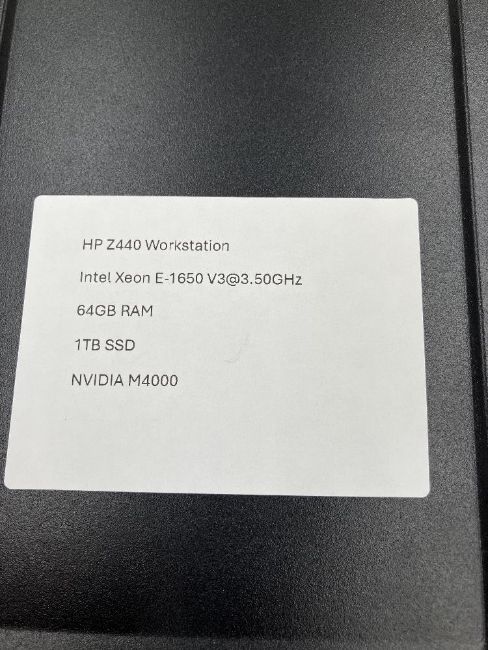 HP Z440 Workstation
Intel Xeon E-1650 V3@3.50GHz
64GB RAM
1TB SSD
NVIDIA M4000